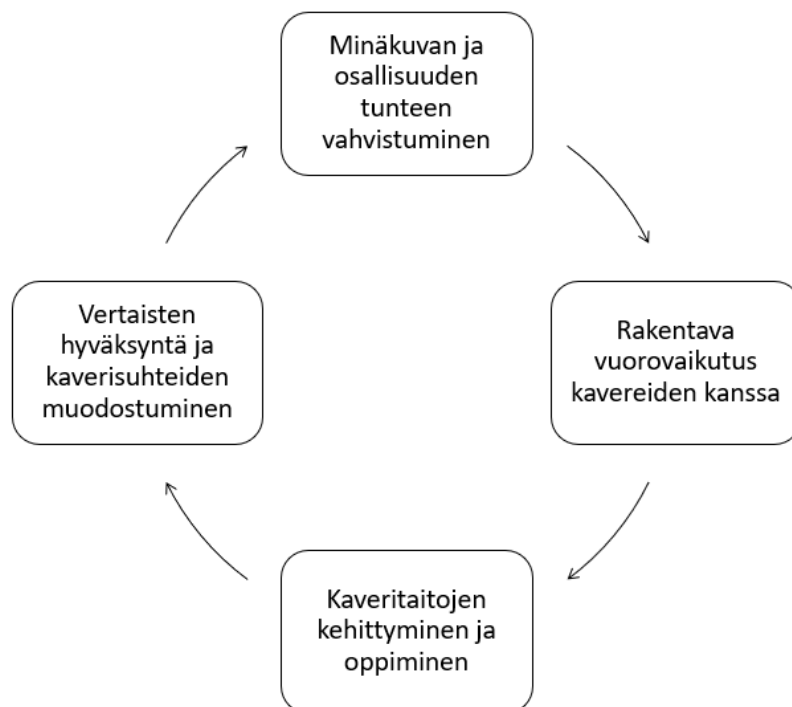 Minäkuvan ja
osallisuuden
tunteen
vahvistuminen
Rakentava
vuorovaikutus
kavereiden kanssa
Kaveritaitojen
kehittyminen ja
oppiminen
Vertaisten
hyväksyntä ja
kaverisuhteiden
muodostuminen